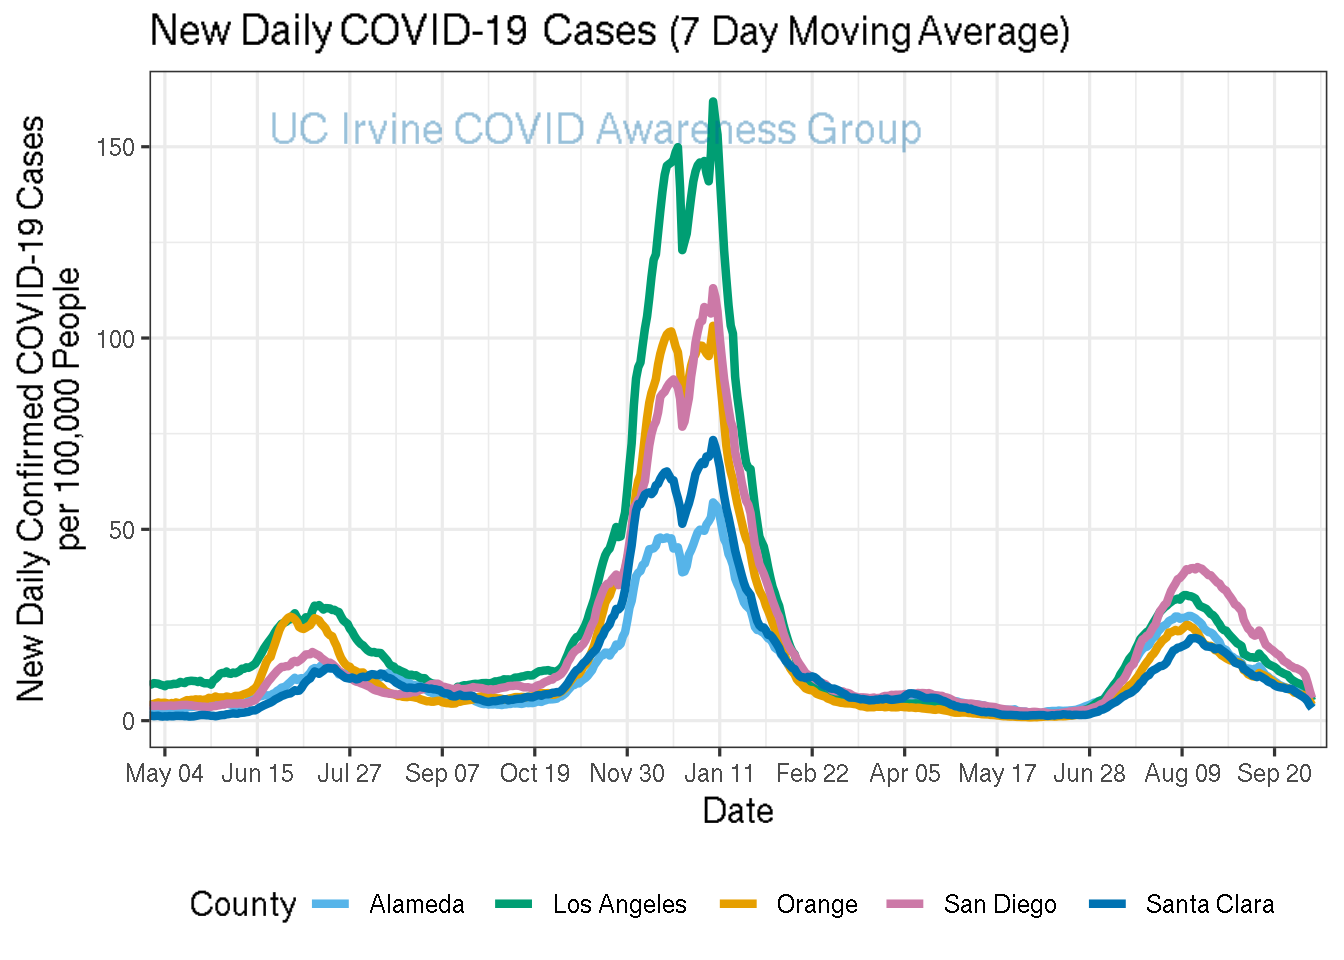 New Daily COVID-19 Cases (7 Day Moving Average)
UC Irvine COVID Awareness Group
New Daily Confirmed COVID-19 Cases
per 100,000 People
150
100
50
0
May 04 Jun 15 Jul 27 Sep 07 Oct 19 Nov 30 Jan 11 Feb 22 Apr 05 May 17 Jun 28 Aug 09 Sep 20
Date
County Alameda Los Angeles Orange San Diego Santa Clara